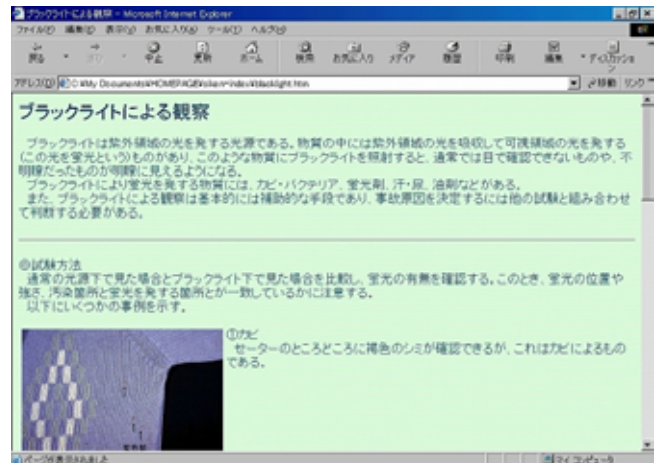 ブラックライトによる観察 - Microsoft Internet Explorer
ファイル(F) 編集(E) 表示(V) お気に入り(A) ツール(T) ヘルプ(H)
戻る 中止 更新 ホーム 検索 お気に入り メディア 履歴 印刷 編集 ディスカッション
アドレス(D) 移動 リンク
ブラックライトによる観察
ブラックライトは紫外領域の光を発する光源である。物質の中には紫外領域の光を吸収して可視領域の光を発する
(この光を蛍光という)ものがあり、このような物質にブラックライトを照射すると、通常では目で確認できないものや、不
明瞭だったものが明瞭に見えるようになる。
ブラックライトにより蛍光を発する物質には、カビ・バクテリア、蛍光剤、汗・尿、油剤などがある。
また、ブラックライトによる観察は基本的には補助的な手段であり、事故原因を決定するには他の試験と組み合わせ
て判断する必要がある。
◎試験方法
通常の光源下で見た場合とブラックライト下で見た場合を比較し、蛍光の有無を確認する。このとき、蛍光の位置や
強さ、汚染箇所と蛍光を発する箇所とが一致しているかに注意する。
以下にいくつかの事例を示す。
①カビ
セーターのところどころに褐色のシミが確認できるが、これはカビによるもの
である。
ページが表示されました マイ コンピュータ